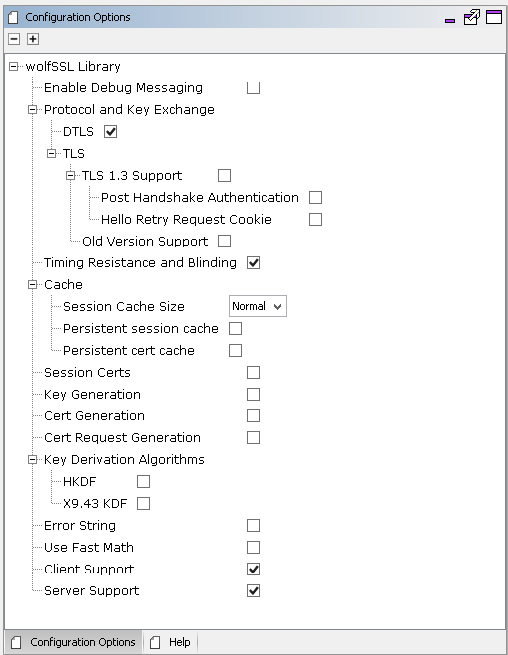 Configuration Options
wolfSSL Library
Enable Debug Messaging
Protocol and Key Exchange
DTLS
TLS
TLS 1.3 Support
Post Handshake Authentication
Hello Retry Request Cookie
Old Version Support
Timing Resistance and Blinding
Cache
Session Cache Size Normal
Persistent session cache
Persistent cert cache
Session Certs
Key Generation
Cert Generation
Cert Request Generation
Key Derivation Algorithms
HKDF
X9.43 KDF
Error String
Use Fast Math
Client Support
Server Support
Configuration Options Help